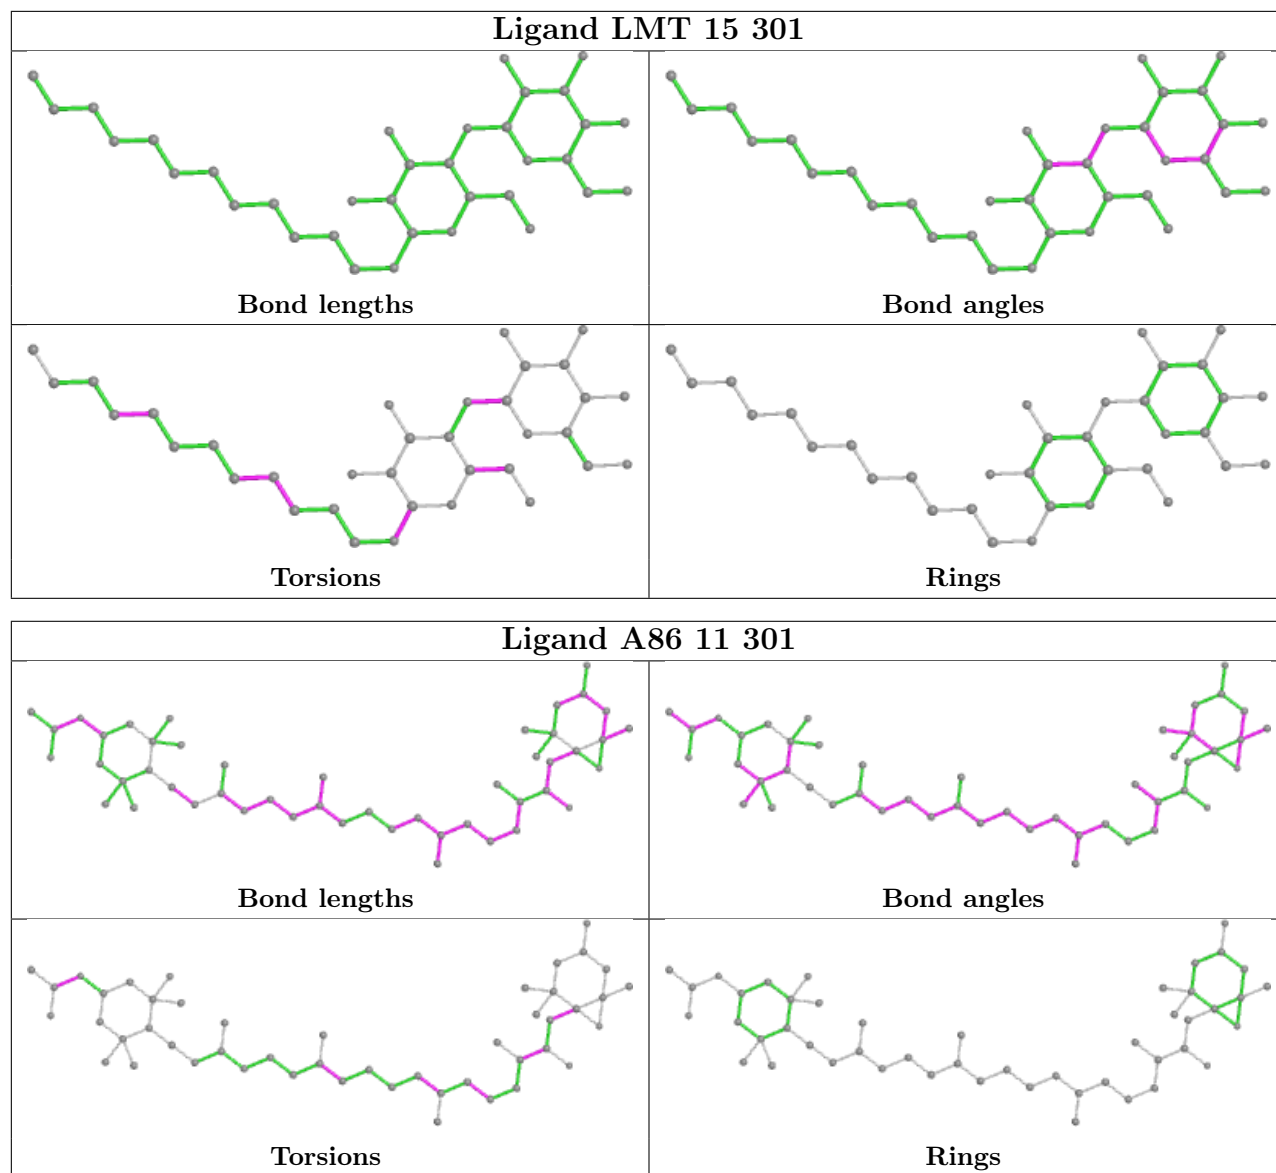 Ligand LMT 15 301
Bond lengths
Bond angles
Torsions
Rings
Ligand A86 11 301
Bond lengths
Bond angles
Torsions
Rings